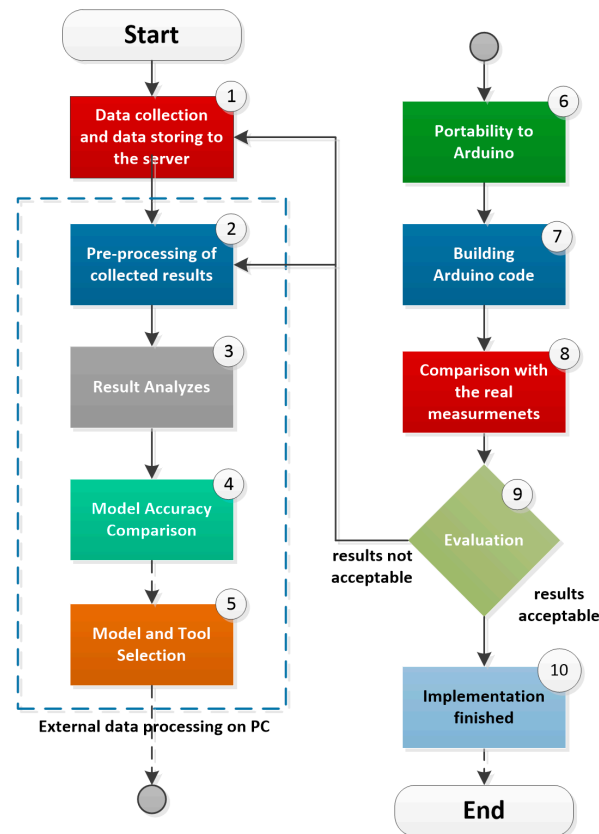 Start
1
Data collection
and data storing to
the server
2
Pre-processing of
collected results
3
Result Analyzes
4
Model Accuracy
Comparison
5
Model and Tool
Selection
External data processing on PC
6
Portability to
Arduino
7
Building
Arduino code
8
Comparison with
the real
measurmenets
9
Evaluation
results not
acceptable
results
acceptable
10
Implementation
finished
End